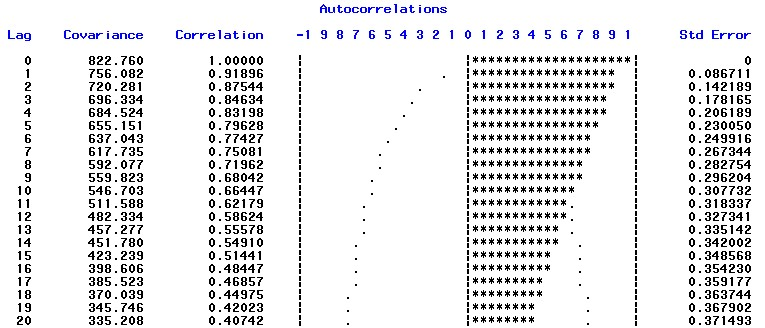 Autocorrelations
Lag Covariance Correlation -1 9 8 7 6 5 4 3 2 1 0 1 2 3 4 5 6 7 8 9 1 Std Error
0 822.760 1.00000 | |********************| 0
1 756.082 0.91896 | . |****************** | 0.086711
2 720.281 0.87544 | . |****************** | 0.142189
3 696.334 0.84634 | . |***************** | 0.178165
4 684.524 0.83198 | . |***************** | 0.206189
5 655.151 0.79628 | . |**************** | 0.230050
6 637.043 0.77427 | . |*************** | 0.249916
7 617.735 0.75081 | . |*************** | 0.267344
8 592.077 0.71962 | . |************** | 0.282754
9 559.823 0.68042 | . |************** | 0.296204
10 546.703 0.66447 | . |************* | 0.307732
11 511.588 0.62179 | . |************. | 0.318337
12 482.334 0.58624 | . |************. | 0.327341
13 457.277 0.55578 | . |*********** . | 0.335142
14 451.780 0.54910 | . |*********** . | 0.342002
15 423.239 0.51441 | . |********** . | 0.348568
16 398.606 0.48447 | . |********** . | 0.354230
17 385.523 0.46857 | . |********* . | 0.359177
18 370.039 0.44975 | . |********* . | 0.363744
19 345.746 0.42023 | . |******** . | 0.367902
20 335.208 0.40742 | . |******** . | 0.371493